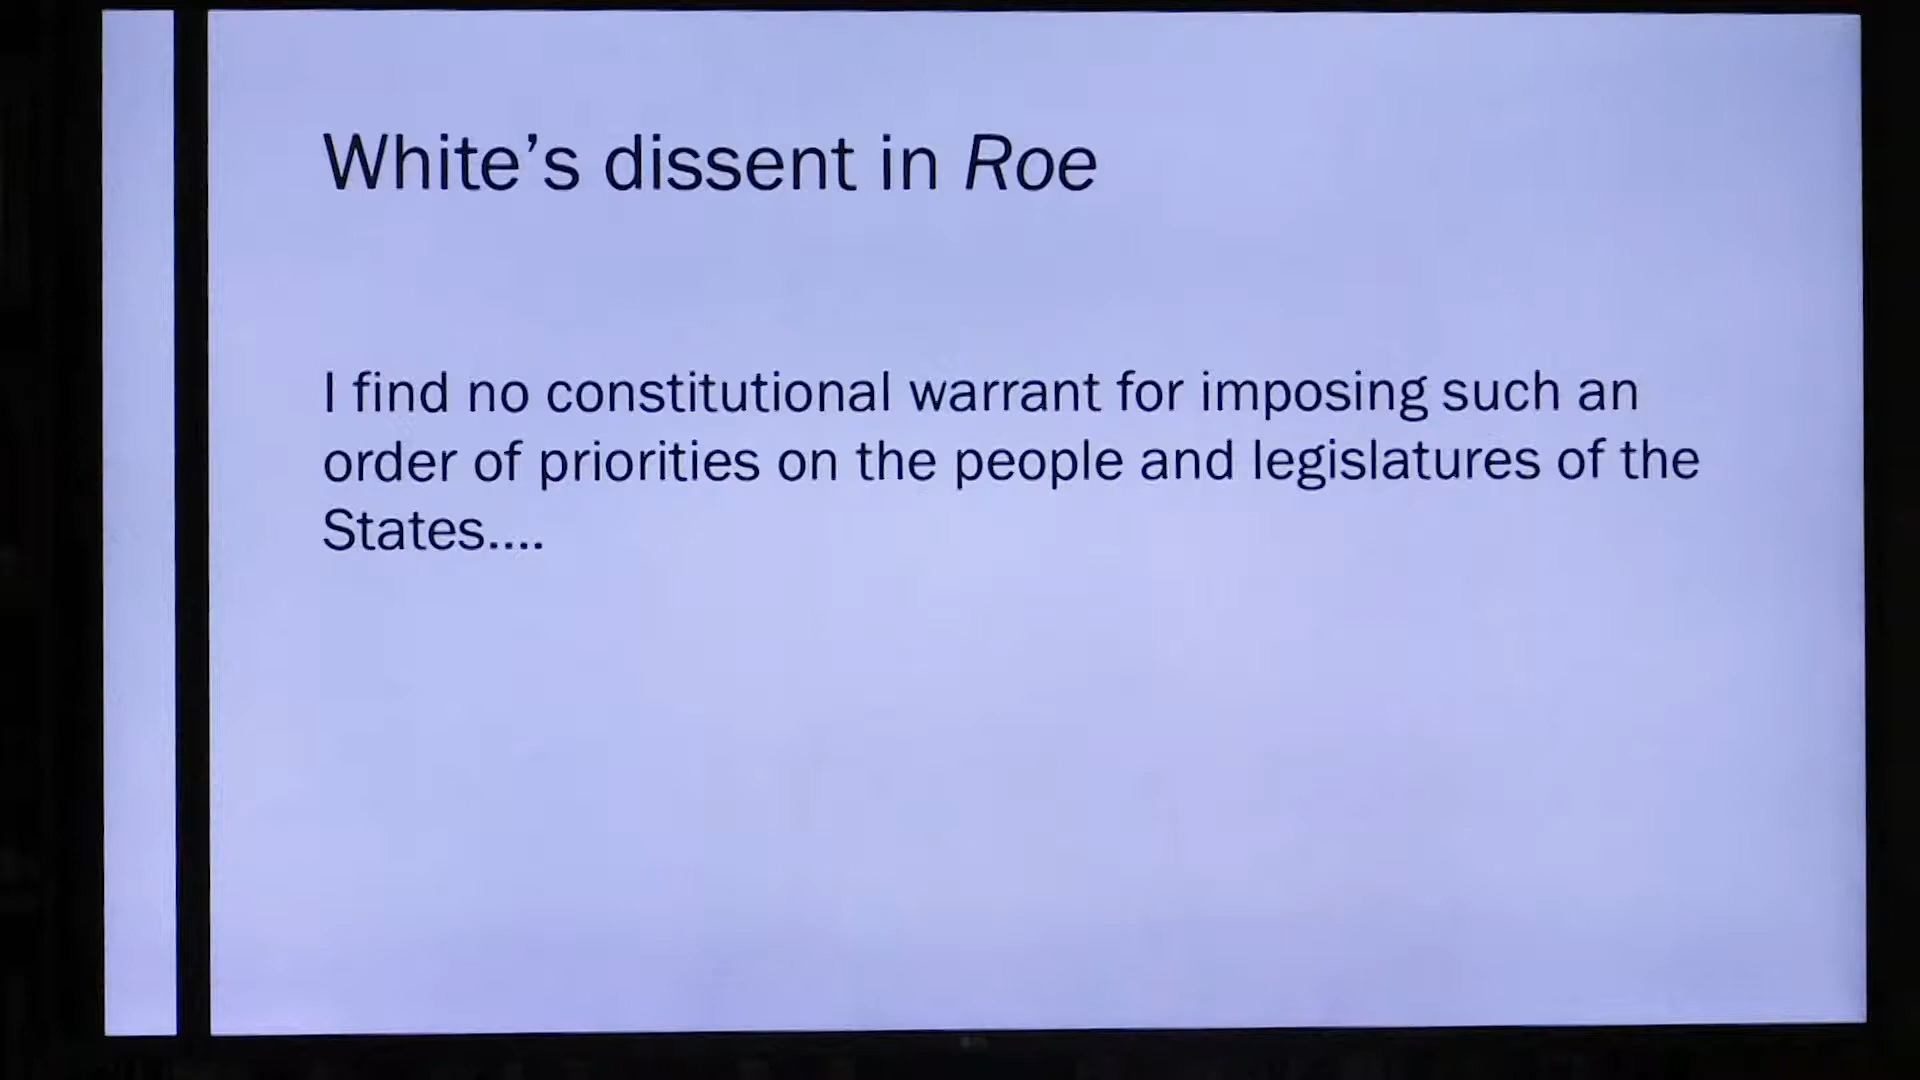 White’s dissent in Roe
I find no constitutional warrant for imposing such an
order of priorities on the people and legislatures of the
States....